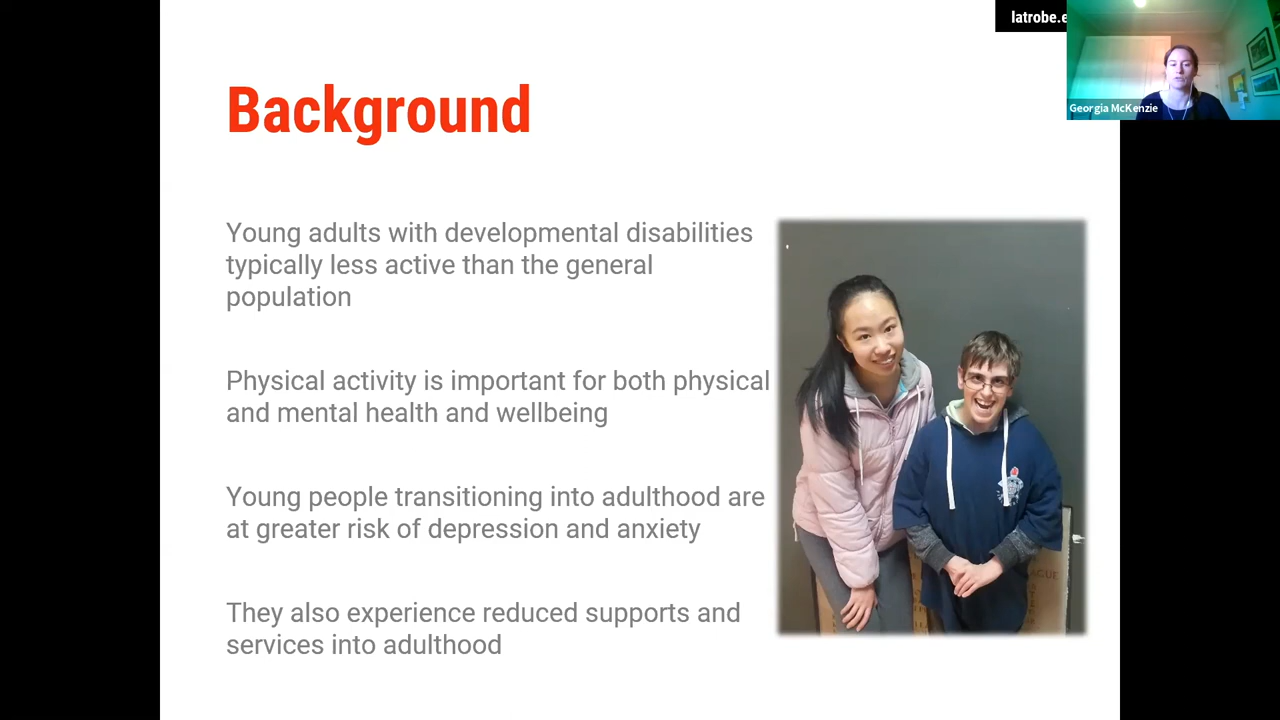 latrobe.e
Georgia McKenzie
Background
Young adults with developmental disabilities
typically less active than the general
population
Physical activity is important for both physical
and mental health and wellbeing
Young people transitioning into adulthood are
at greater risk of depression and anxiety
They also experience reduced supports and
services into adulthood